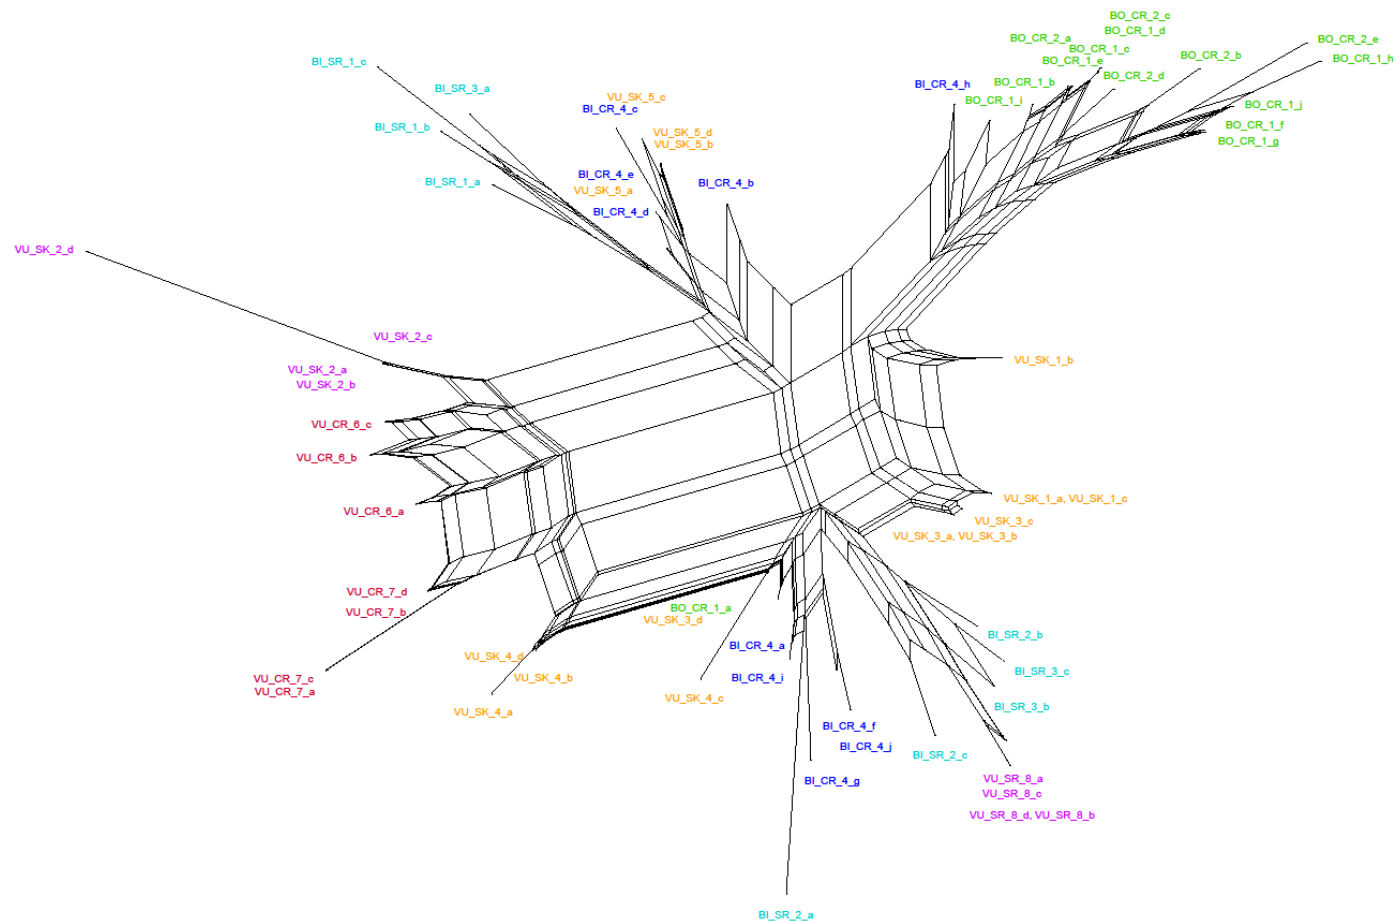 BO_CR_2_c
BO_CR_1_d
BO_CR_2_a
BO_CR_1_c
BO_CR_1_e
BO_CR_2_b
BO_CR_2_e
BO_CR_1_h
BI_SR_1_c
BI_SR_3_a
BO_CR_2_d
BO_CR_1_b
BI_CR_4_h
BO_CR_1_i
VU_SK_5_c
BI_CR_4_c
BO_CR_1_j
BI_SR_1_b
VU_SK_5_d
VU_SK_5_b
BO_CR_1_f
BO_CR_1_g
BI_CR_4_e
VU_SK_5_a
BI_SR_1_a
BI_CR_4_b
BI_CR_4_d
VU_SK_2_d
VU_SK_2_c
VU_SK_1_b
VU_SK_2_a
VU_SK_2_b
VU_CR_6_c
VU_CR_6_b
VU_SK_1_a, VU_SK_1_c
VU_CR_6_a
VU_SK_3_c
VU_SK_3_a, VU_SK_3_b
VU_CR_7_d
VU_CR_7_b
BO_CR_1_a
VU_SK_3_d
BI_SR_2_b
BI_CR_4_a
VU_SK_4_d
BI_SR_3_c
VU_CR_7_c
VU_CR_7_a
VU_SK_4_b
BI_CR_4_i
VU_SK_4_c
BI_SR_3_b
VU_SK_4_a
BI_CR_4_f
BI_CR_4_j
BI_SR_2_c
BI_CR_4_g
VU_SR_8_a
VU_SR_8_c
VU_SR_8_d, VU_SR_8_b
BI_SR_2_a